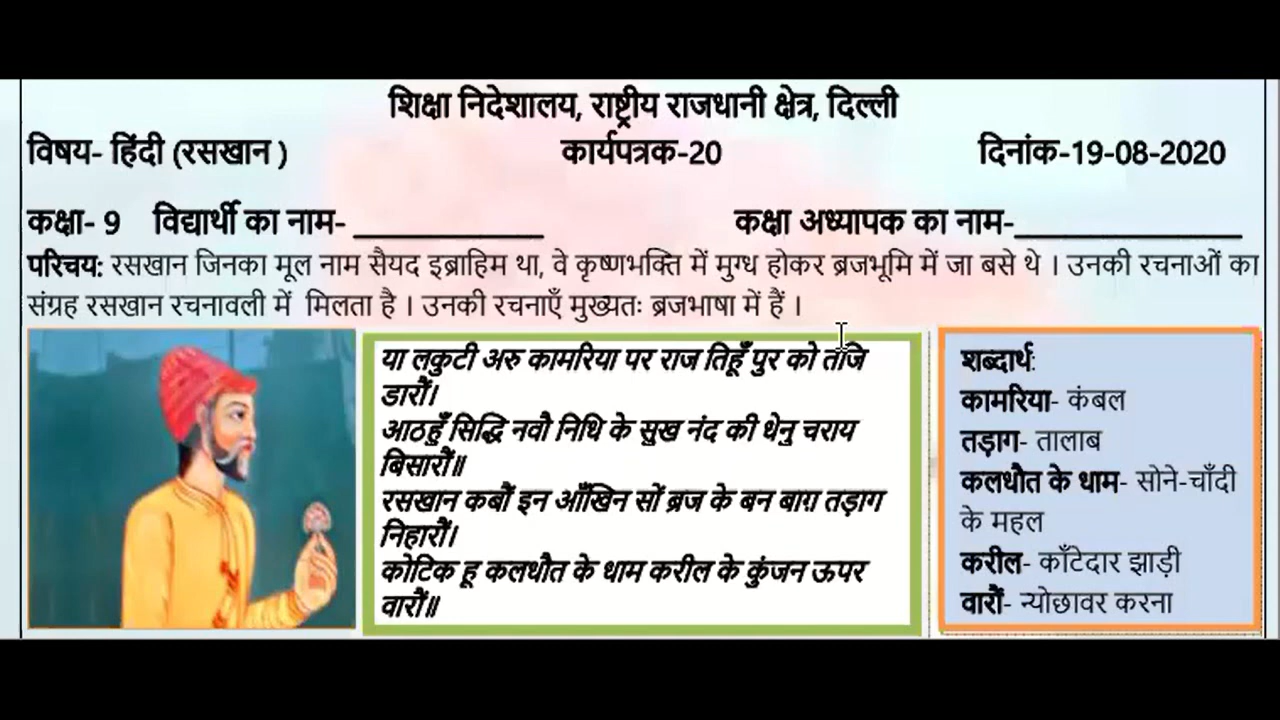 शिक्षा निदेशालय, राष्ट्रीय राजधानी क्षेत्र, दिल्ली
विषय- हिंदी (रसखान ) कार्यपत्रक-20 दिनांक-19-08-2020
कक्षा- 9 विद्यार्थी का नाम- ____________ कक्षा अध्यापक का नाम-______________
परिचय: रसखान जिनका मूल नाम सैयद इब्राहिम था, वे कृष्णभक्ति में मुग्ध होकर ब्रजभूमि में जा बसे थे । उनकी रचनाओं का
संग्रह रसखान रचनावली में मिलता है । उनकी रचनाएँ मुख्यतः ब्रजभाषा में हैं ।
या लकुटी अरु कामरिया पर राज तिहूँ पुर को तजि
डारौं।
आठहुँ सिद्धि नवौ निधि के सुख नंद की धेनु चराय
बिसारौं॥
रसखान कबौं इन आँखिन सों ब्रज के बन बाग़ तड़ाग
निहारौं।
कोटिक हू कलधौत के धाम करील के कुंजन ऊपर
वारौं॥
शब्दार्थ:
कामरिया- कंबल
तड़ाग- तालाब
कलधौत के धाम- सोने-चाँदी
के महल
करील- काँटेदार झाड़ी
वारौं- न्योछावर करना